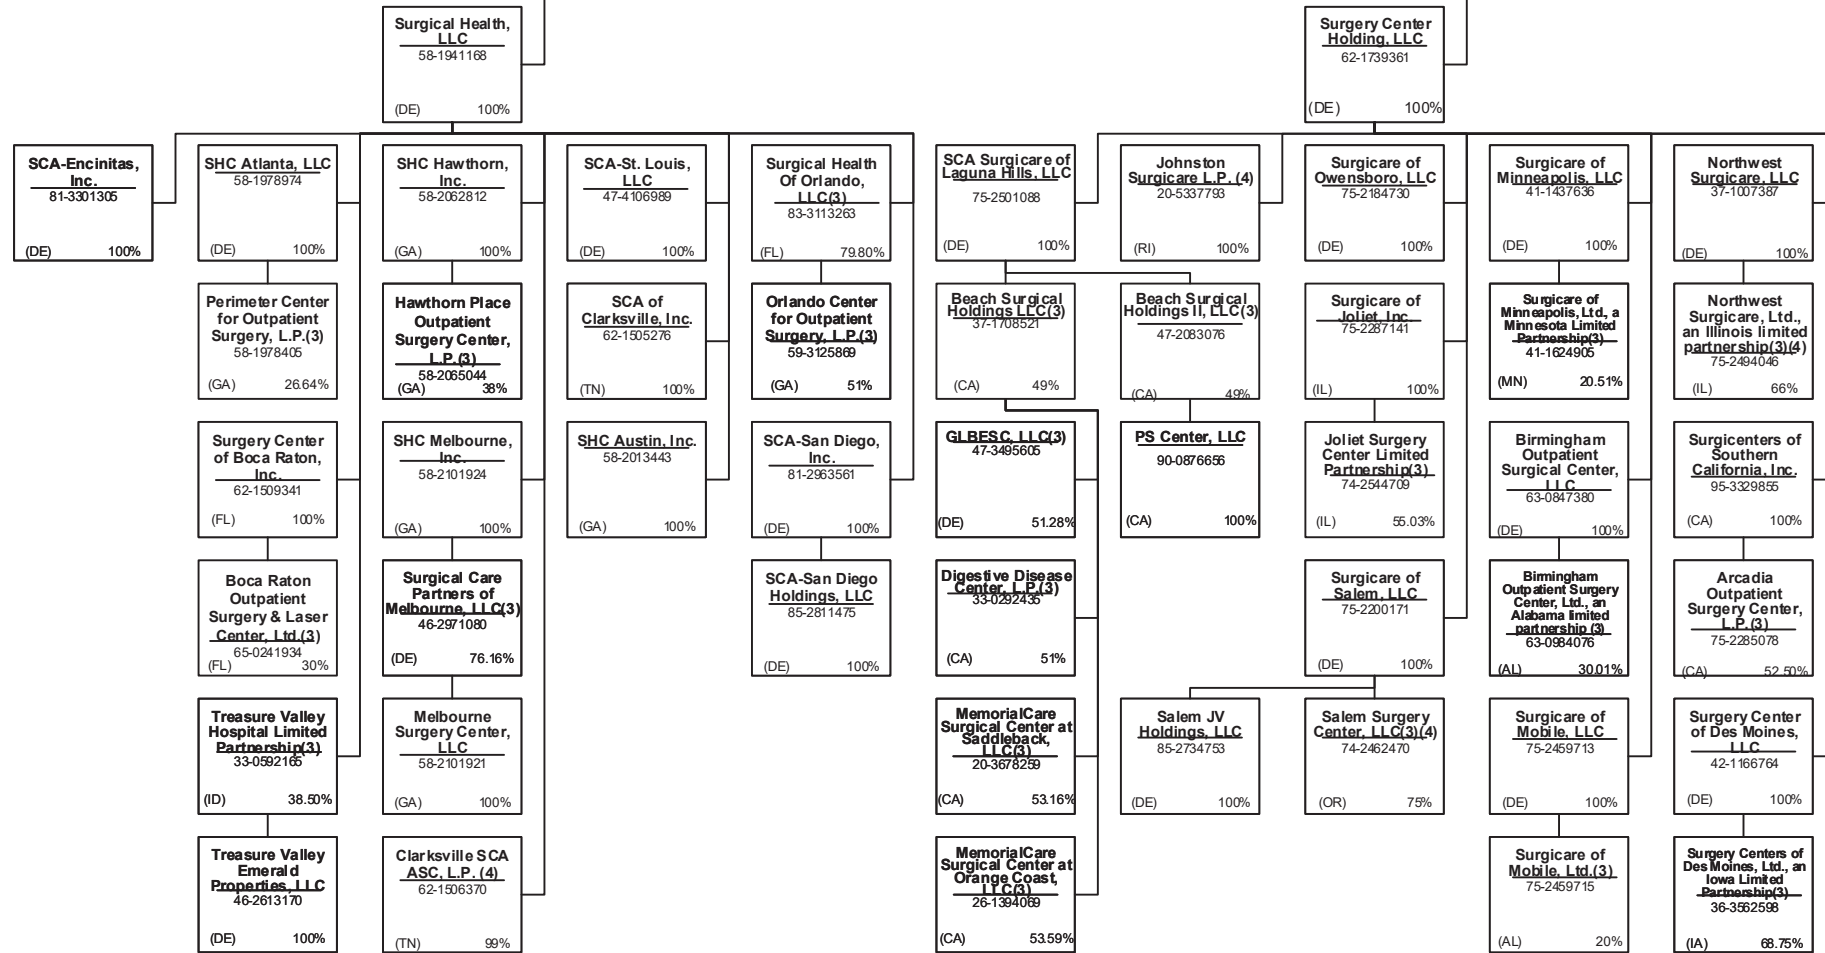 Surgical Health,
LLC
58-1941168
(DE) 100%
Surgery Center
Holding, LLC
62-1739361
(DE) 100%
SCA-Encinitas,
Inc.
81-3301305
(DE) 100%
SHC Atlanta, LLC
58-1978974
(DE) 100%
SHC Hawthorn,
Inc.
58-2062812
(GA) 100%
SCA-St. Louis,
LLC
47-4106989
(DE) 100%
Surgical Health
Of Orlando,
LLC(3)
83-3113263
(FL) 79.80%
SCA Surgicare of
Laguna Hills, LLC
75-2501088
(DE) 100%
Johnston
Surgicare L.P. (4)
20-5337793
(RI) 100%
Surgicare of
Owensboro, LLC
75-2184730
(DE) 100%
Surgicare of
Minneapolis, LLC
41-1437636
(DE) 100%
Northwest
Surgicare, LLC
37-1007387
(DE) 100%
Perimeter Center
for Outpatient
Surgery, L.P.(3)
58-1978405
(GA) 26.64%
Hawthorn Place
Outpatient
Surgery Center,
L.P.(3)
58-2065044
(GA) 38%
SCA of
Clarksville, Inc.
62-1505276
(TN) 100%
Orlando Center
for Outpatient
Surgery, L.P.(3)
59-3125869
(GA) 51%
Beach Surgical
Holdings LLC(3)
37-1708521
(CA) 49%
Beach Surgical
Holdings II, LLC(3)
47-2083076
(CA) 49%
Surgicare of
Joliet, Inc.
75-2287141
(IL) 100%
Surgicare of
Minneapolis, Ltd., a
Minnesota Limited
Partnership(3)
41-1624905
(MN) 20.51%
Northwest
Surgicare, Ltd.,
an Illinois limited
partnership(3)(4)
75-2494046
(IL) 66%
Surgery Center
of Boca Raton,
Inc.
62-1509341
(FL) 100%
SHC Melbourne,
Inc.
58-2101924
(GA) 100%
SHC Austin, Inc.
58-2013443
(GA) 100%
SCA-San Diego,
Inc.
81-2963561
(DE) 100%
GLBESC, LLC(3)
47-3495605
(DE) 51.28%
PS Center, LLC
90-0876656
(CA) 100%
Joliet Surgery
Center Limited
Partnership(3)
74-2544709
(IL) 55.03%
Birmingham
Outpatient
Surgical Center,
LLC
63-0847380
(DE) 100%
Surgicenters of
Southern
California, Inc.
95-3329855
(CA) 100%
Boca Raton
Outpatient
Surgery & Laser
Center, Ltd.(3)
65-0241934
(FL) 30%
Surgical Care
Partners of
Melbourne, LLC(3)
46-2971080
(DE) 76.16%
SCA-San Diego
Holdings, LLC
85-2811475
(DE) 100%
Digestive Disease
Center, L.P.(3)
33-0292435
(CA) 51%
Surgicare of
Salem, LLC
75-2200171
(DE) 100%
Birmingham
Outpatient Surgery
Center, Ltd., an
Alabama limited
partnership (3)
63-0984076
(AL) 30.01%
Arcadia
Outpatient
Surgery Center,
L.P.(3)
75-2285078
(CA) 52.50%
Treasure Valley
Hospital Limited
Partnership(3)
33-0592165
(ID) 38.50%
Melbourne
Surgery Center,
LLC
58-2101921
(GA) 100%
MemorialCare
Surgical Center at
Saddleback,
LLC(3)
20-3678259
(CA) 53.16%
Salem JV
Holdings, LLC
85-2734753
(DE) 100%
Salem Surgery
Center, LLC(3)(4)
74-2462470
(OR) 75%
Surgicare of
Mobile, LLC
75-2459713
(DE) 100%
Surgery Center
of Des Moines,
LLC
42-1166764
(DE) 100%
Treasure Valley
Emerald
Properties, LLC
46-2613170
(DE) 100%
Clarksville SCA
ASC, L.P. (4)
62-1506370
(TN) 99%
MemorialCare
Surgical Center at
Orange Coast,
LLC(3)
26-1394069
(CA) 53.59%
Surgicare of
Mobile, Ltd.(3)
75-2459715
(AL) 20%
Surgery Centers of
Des Moines, Ltd., an
Iowa Limited
Partnership(3)
36-3562598
(IA) 68.75%